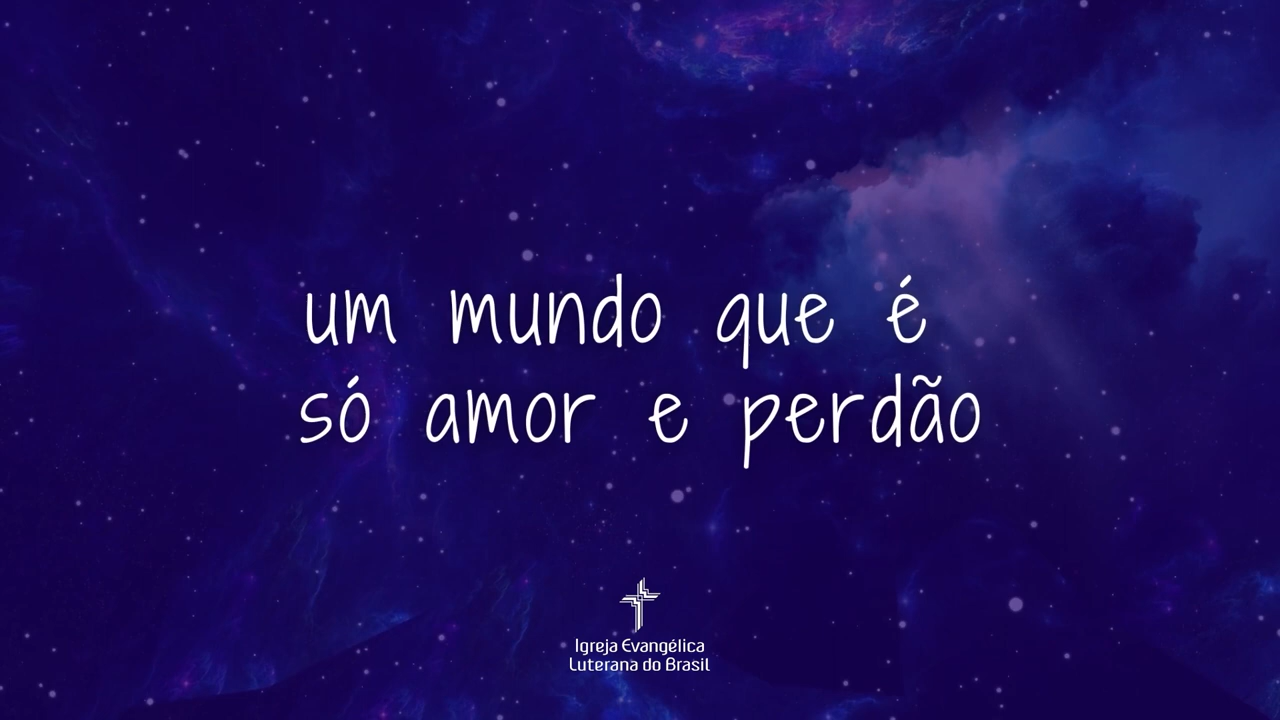 um mundo que é
só amor e perdão
Igreja Evangélica
Luterana do Brasil